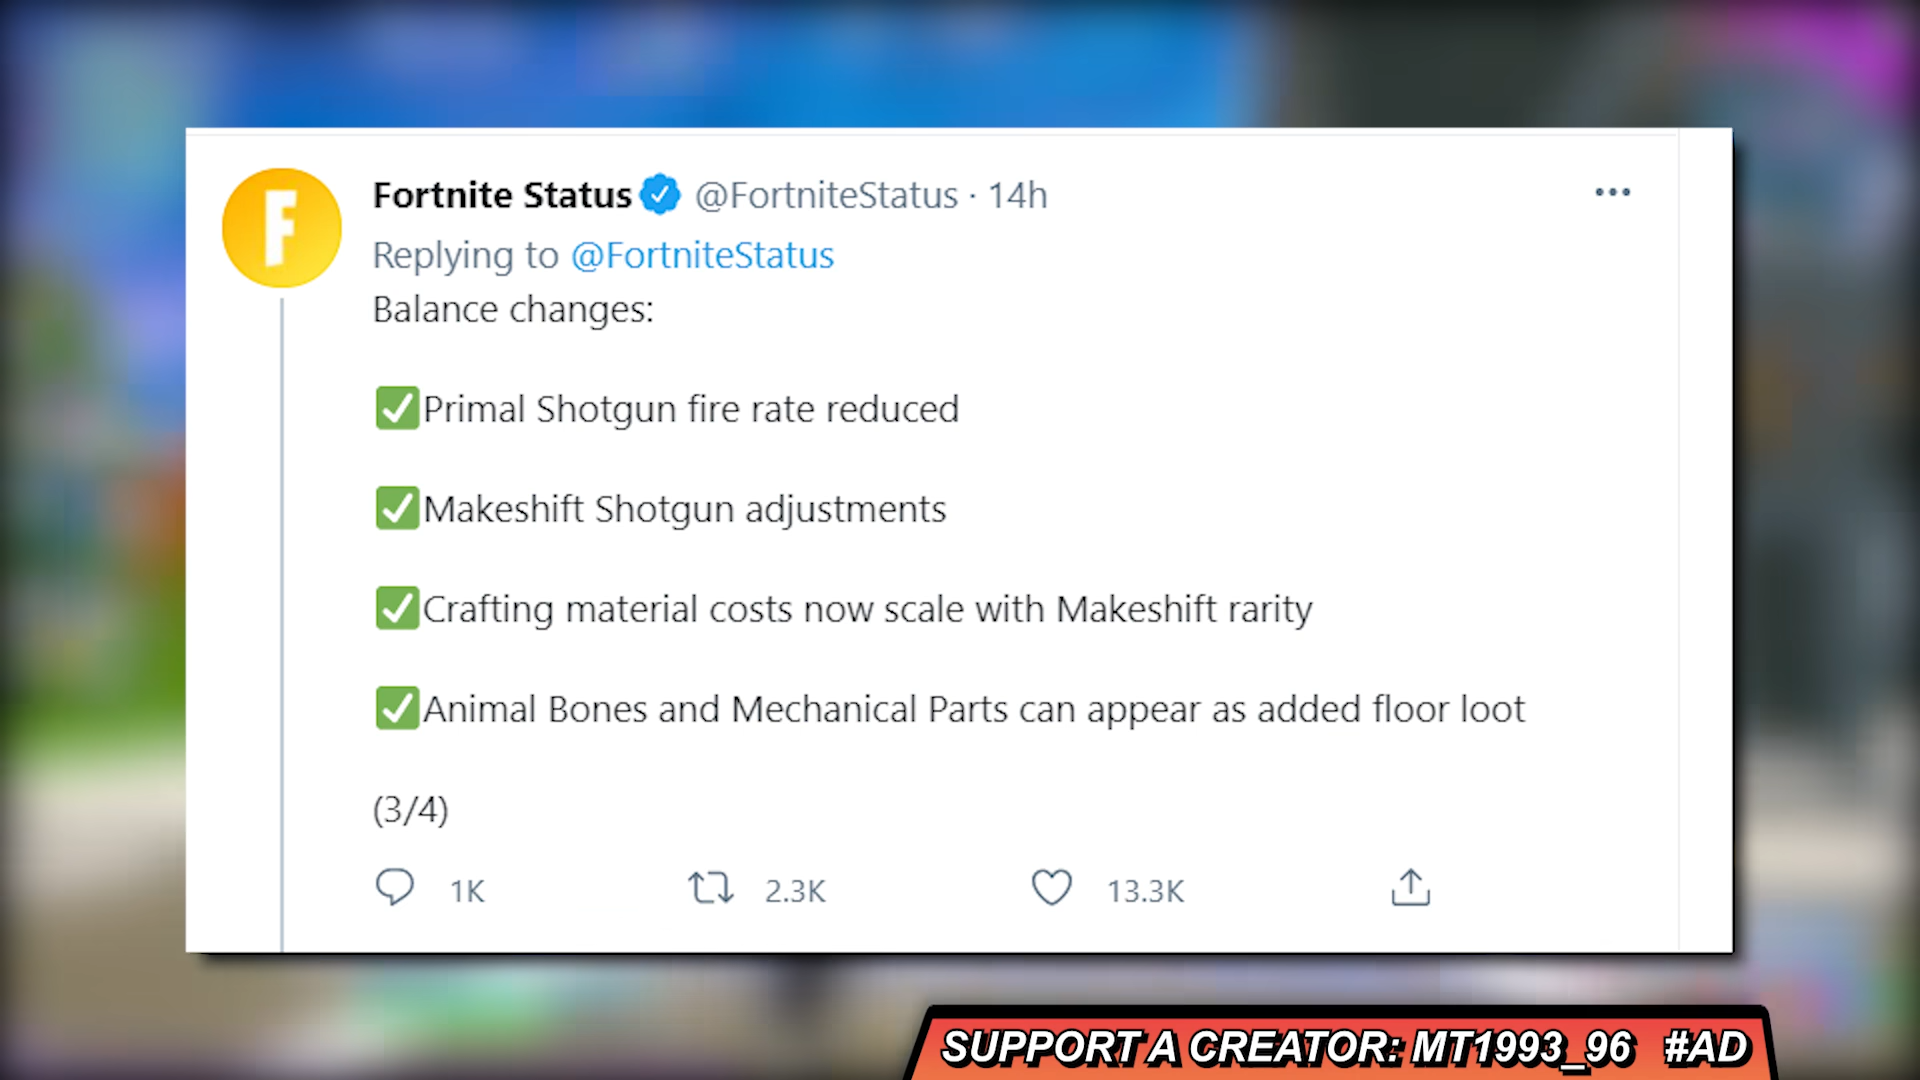 F
Fortnite Status @FortniteStatus · 14h
Replying to @FortniteStatus
Balance changes:
✅Primal Shotgun fire rate reduced
✅Makeshift Shotgun adjustments
✅Crafting material costs now scale with Makeshift rarity
✅Animal Bones and Mechanical Parts can appear as added floor loot
(3/4)
1K 2.3K 13.3K
SUPPORT A CREATOR: MT1993_96 #AD